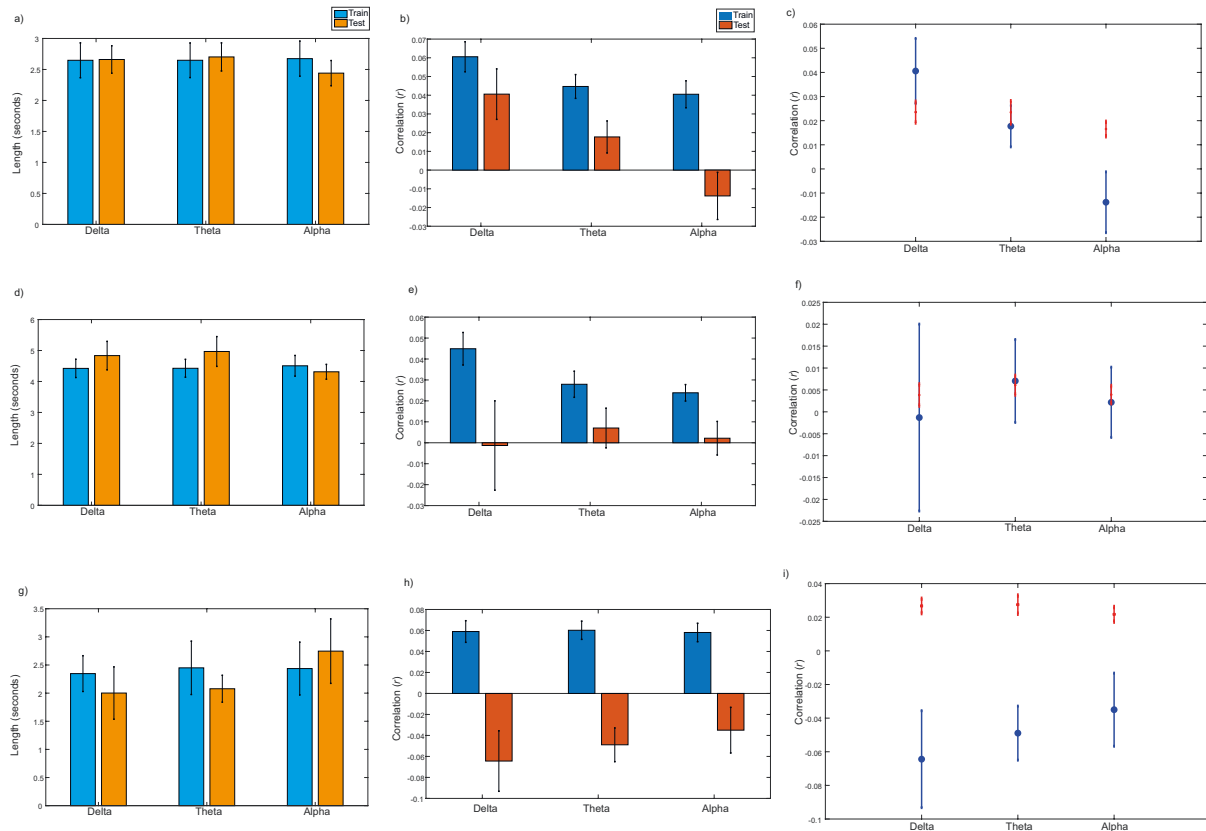 a)
Train
Test
3
2.5
2
1.5
1
0.5
0
Length (seconds)
Delta Theta Alpha
b)
Train
Test
0.08
0.07
0.06
0.05
0.04
0.03
0.02
0.01
0
-0.01
-0.02
-0.03
Correlation (r)
Delta Theta Alpha
c)
0.06
0.05
0.04
0.03
0.02
0.01
0
-0.01
-0.02
-0.03
Correlation (r)
Delta Theta Alpha
d)
6
5
4
3
2
1
0
Length (seconds)
Delta Theta Alpha
e)
0.06
0.05
0.04
0.03
0.02
0.01
0
-0.01
-0.02
-0.03
Correlation (r)
Delta Theta Alpha
f)
0.025
0.02
0.015
0.01
0.005
0
-0.005
-0.01
-0.015
-0.02
-0.025
Correlation (r)
Delta Theta Alpha
g)
3.5
3
2.5
2
1.5
1
0.5
0
Length (seconds)
Delta Theta Alpha
h)
0.08
0.06
0.04
0.02
0
-0.02
-0.04
-0.06
-0.08
-0.1
Correlation (r)
Delta Theta Alpha
i)
0.04
0.02
0
-0.02
-0.04
-0.06
-0.08
-0.1
Correlation (r)
Delta Theta Alpha